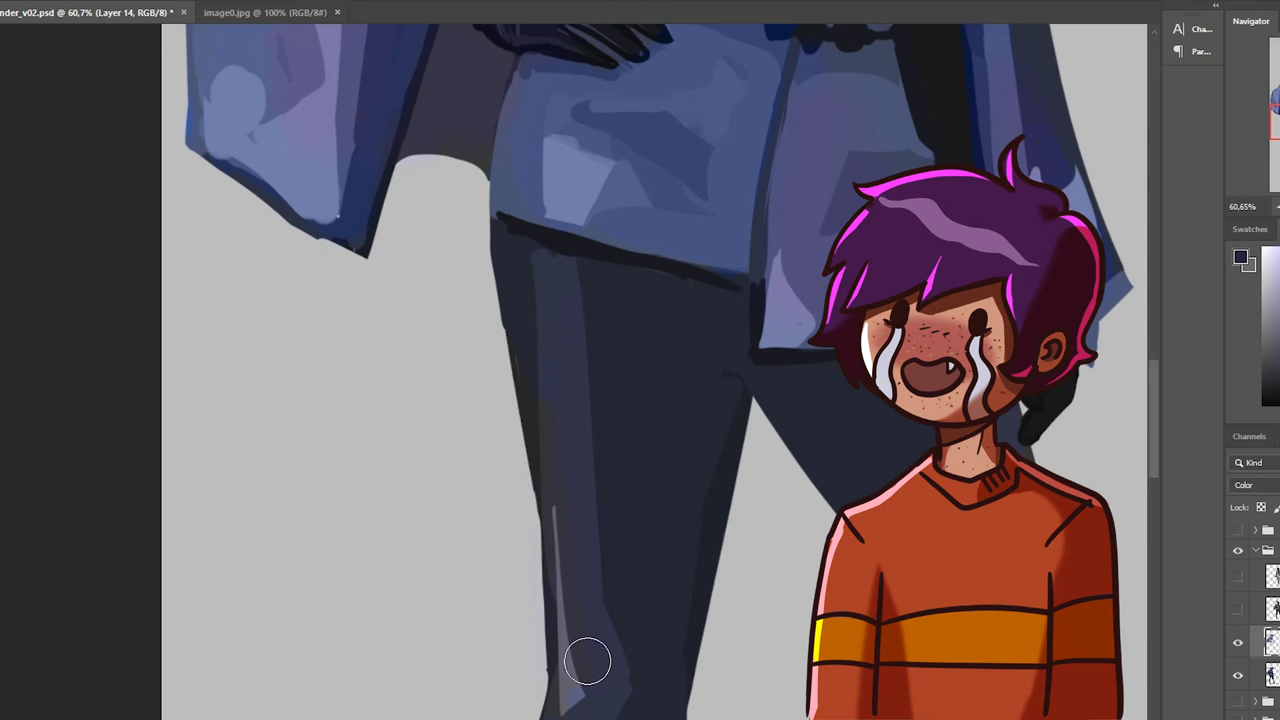 nder_v02.psd @ 60,7% (Layer 14, RGB/8) * ×
image0.jpg @ 100% (RGB/8#) ×
Navigator
A| Cha...
¶ Par...
60,65%
Swatches
Channels
Kind
Color
Lock: